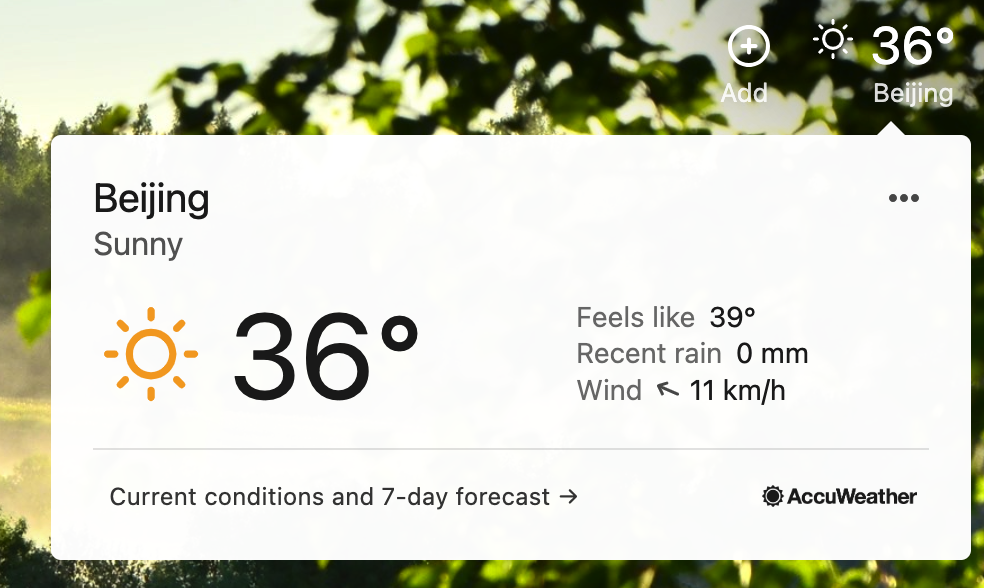 Add
36°
Beijing
Beijing
•••
Sunny
36°
Feels like 39°
Recent rain 0 mm
Wind ↖ 11 km/h
Current conditions and 7-day forecast →
AccuWeather